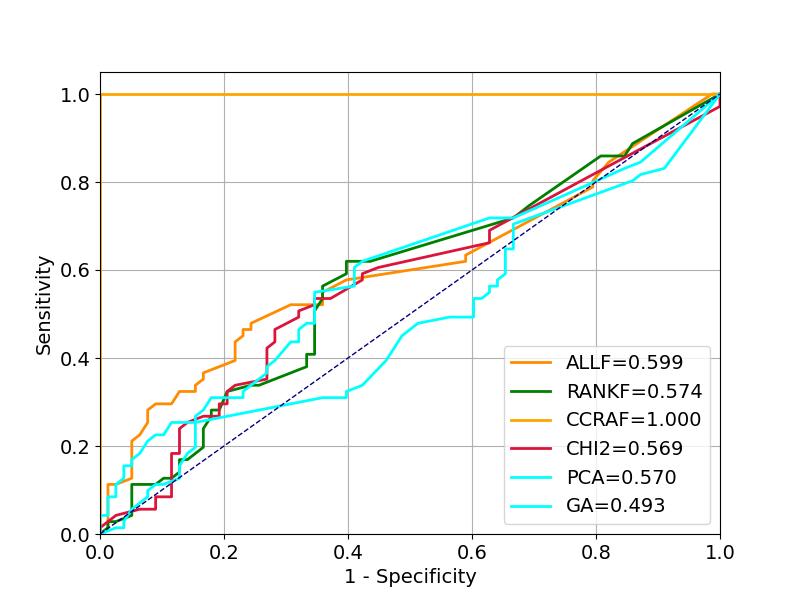 1.0
0.8
0.6
0.4
0.2
0.0
Sensitivity
ALLF=0.599
RANKF=0.574
CCRAF=1.000
CHI2=0.569
PCA=0.570
GA=0.493
0.0 0.2 0.4 0.6 0.8 1.0
1 - Specificity